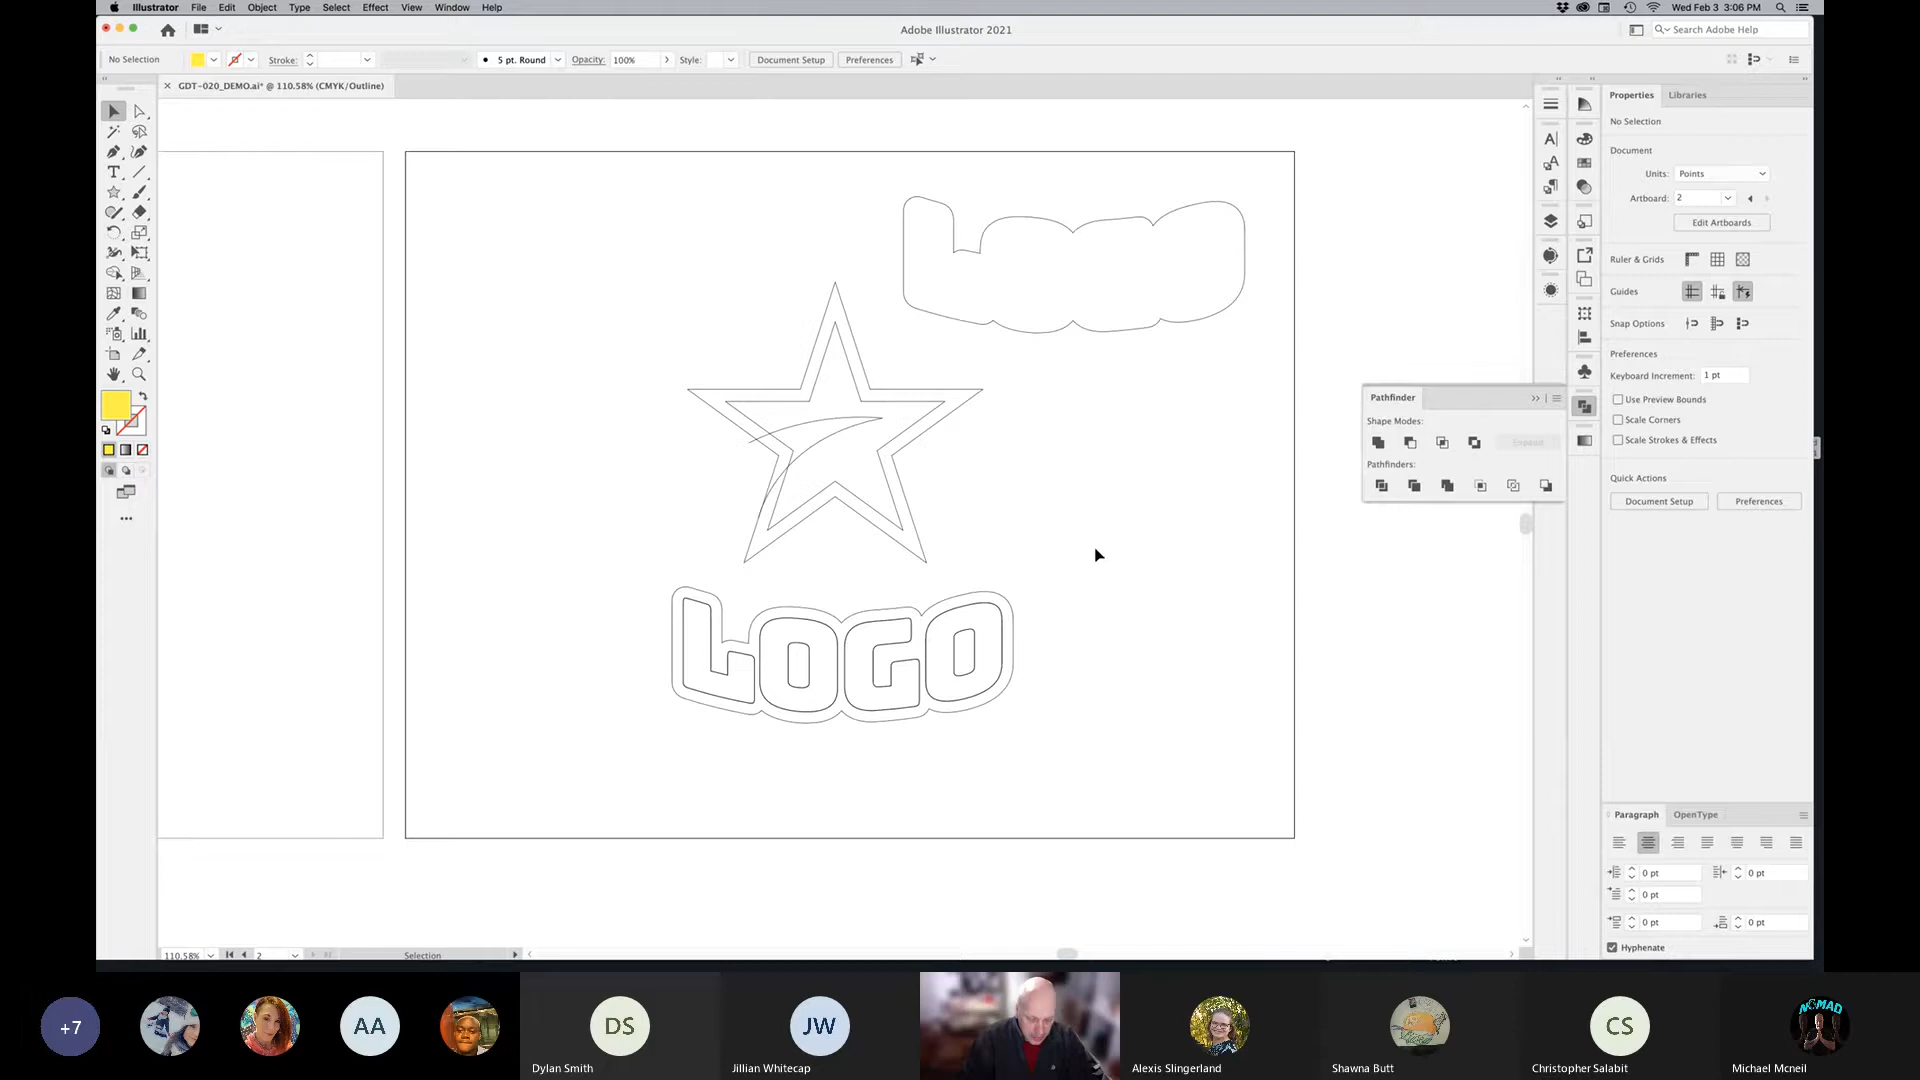 Illustrator File Edit Object Type Select Effect View Window Help
Wed Feb 3 3:06 PM
Adobe Illustrator 2021
Search Adobe Help
No Selection
Stroke:
5 pt. Round
Opacity: 100%
Style:
Document Setup
Preferences
GDT-020_DEMO.ai* @ 110.58% (CMYK/Outline)
LOGO
Pathfinder
Shape Modes:
Expand
Pathfinders:
Properties
Libraries
No Selection
Document
Units: Points
Artboard: 2
Edit Artboards
Ruler & Grids
Guides
Snap Options
Preferences
Keyboard Increment: 1 pt
Use Preview Bounds
Scale Corners
Scale Strokes & Effects
Quick Actions
Document Setup
Preferences
Paragraph
OpenType
0 pt
0 pt
0 pt
0 pt
0 pt
Hyphenate
110.58%
2
Selection
+7
AA
DS
Dylan Smith
JW
Jillian Whitecap
Alexis Slingerland
Shawna Butt
CS
Christopher Salabit
NOMAD
Michael Mcneil